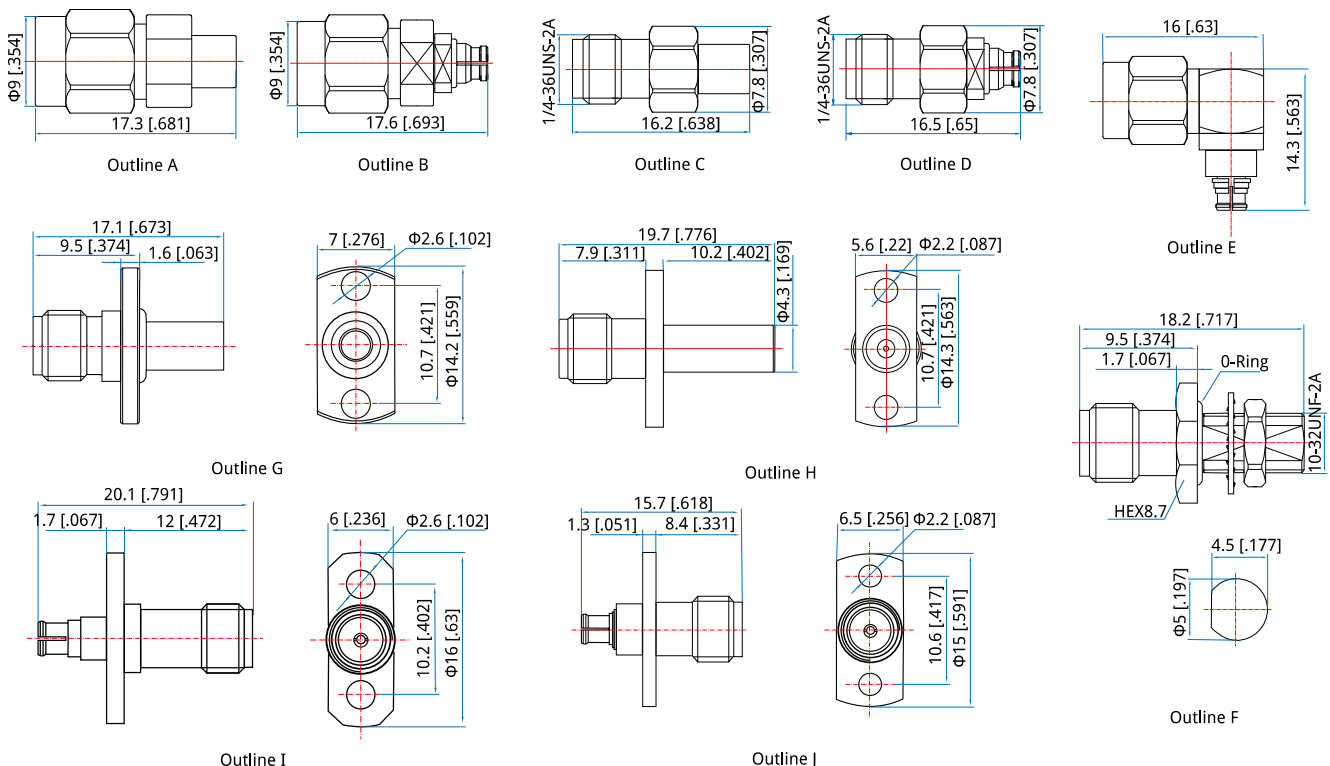 Φ9 [.354]
17.3 [.681]
Outline A
Φ9 [.354]
17.6 [.693]
Outline B
1/4-36UNS-2A
Φ7.8 [.307]
16.2 [.638]
Outline C
1/4-36UNS-2A
Φ7.8 [.307]
16.5 [.65]
Outline D
16 [.63]
14.3 [.563]
Outline E
17.1 [.673]
9.5 [.374]
1.6 [.063]
7 [.276]
Φ2.6 [.102]
10.7 [.421]
Φ14.2 [.559]
Outline G
19.7 [.776]
7.9 [.311]
10.2 [.402]
Φ4.3 [.169]
5.6 [.22]
Φ2.2 [.087]
10.7 [.421]
Φ14.3 [.563]
Outline H
18.2 [.717]
9.5 [.374]
1.7 [.067]
0-Ring
10-32UNF-2A
HEX8.7
4.5 [.177]
Φ5 [.197]
Outline F
20.1 [.791]
1.7 [.067]
12 [.472]
6 [.236]
Φ2.6 [.102]
10.2 [.402]
Φ16 [.63]
Outline I
15.7 [.618]
1.3 [.051]
8.4 [.331]
6.5 [.256]
Φ2.2 [.087]
10.6 [.417]
Φ15 [.591]
Outline J